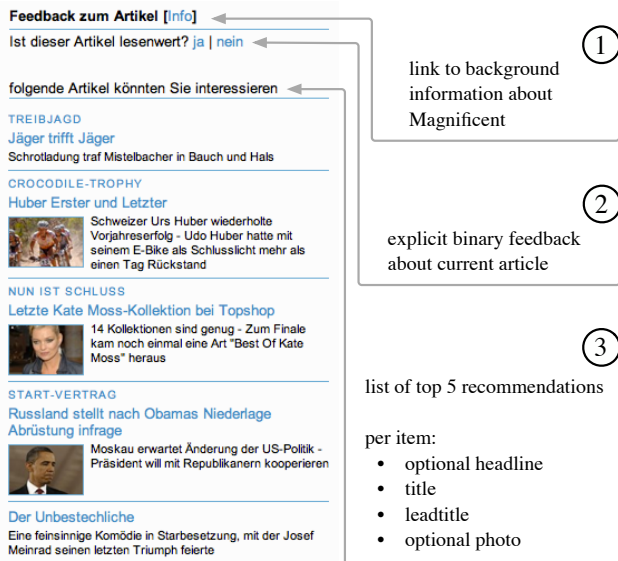 Feedback zum Artikel [Info]
Ist dieser Artikel lesenwert? ja | nein
folgende Artikel könnten Sie interessieren
TREIBJAGD
Jäger trifft Jäger
Schrotladung traf Mistelbacher in Bauch und Hals
CROCODILE-TROPHY
Huber Erster und Letzter
Schweizer Urs Huber wiederholte
Vorjahreserfolg - Udo Huber hatte mit
seinem E-Bike als Schlusslicht mehr als
einen Tag Rückstand
NUN IST SCHLUSS
Letzte Kate Moss-Kollektion bei Topshop
14 Kollektionen sind genug - Zum Finale
kam noch einmal eine Art "Best Of Kate
Moss" heraus
START-VERTRAG
Russland stellt nach Obamas Niederlage
Abrüstung infrage
Moskau erwartet Änderung der US-Politik -
Präsident will mit Republikanern kooperieren
Der Unbestechliche
Eine feinsinnige Komödie in Starbesetzung, mit der Josef
Meinrad seinen letzten Triumph feierte
1
link to background
information about
Magnificent
2
explicit binary feedback
about current article
3
list of top 5 recommendations
per item:
• optional headline
• title
• leadtitle
• optional photo